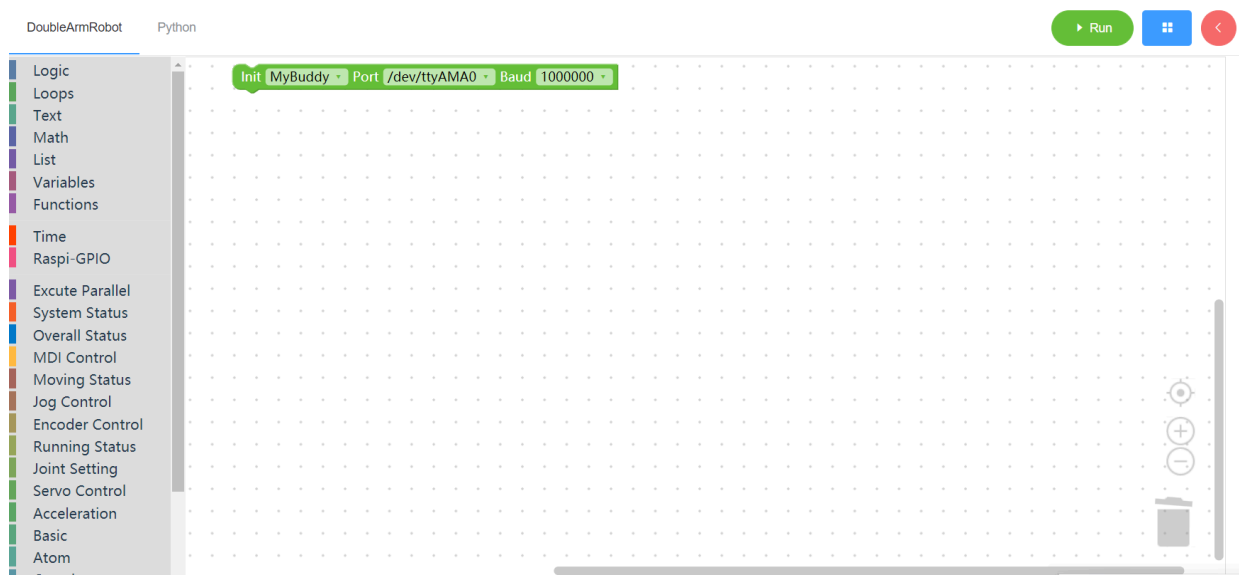 DoubleArmRobot Python Run
Init MyBuddy Port /dev/ttyAMA0 Baud 1000000
Logic
Loops
Text
Math
List
Variables
Functions
Time
Raspi-GPIO
Excute Parallel
System Status
Overall Status
MDI Control
Moving Status
Jog Control
Encoder Control
Running Status
Joint Setting
Servo Control
Acceleration
Basic
Atom